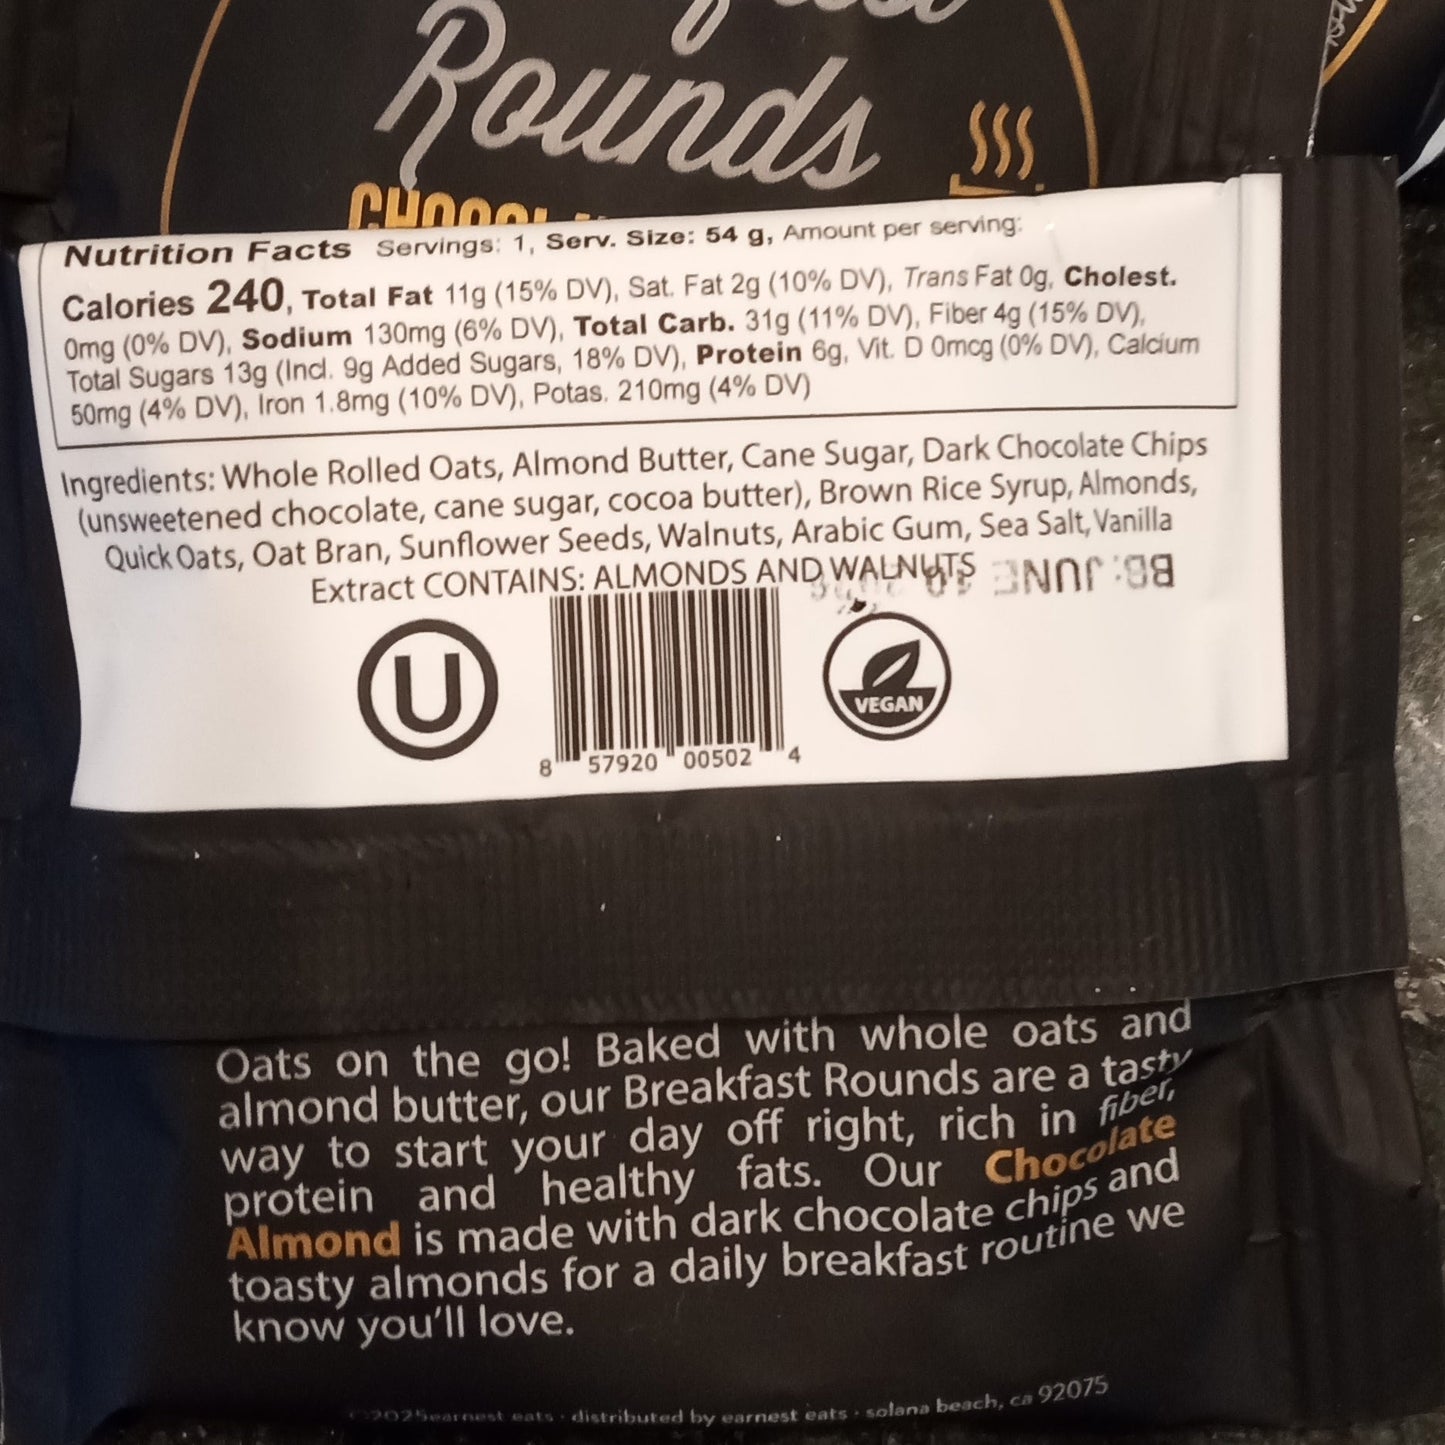 Rounds
Nutrition Facts Servings: 1, Serv. Size: 54 g, Amount per serving:
Calories 240, Total Fat 11g (15% DV), Sat. Fat 2g (10% DV), Trans Fat 0g, Cholest.
0mg (0% DV), Sodium 130mg (6% DV), Total Carb. 31g (11% DV), Fiber 4g (15% DV),
Total Sugars 13g (Incl. 9g Added Sugars, 18% DV), Protein 6g, Vit. D 0mcg (0% DV), Calcium
50mg (4% DV), Iron 1.8mg (10% DV), Potas. 210mg (4% DV)
Ingredients: Whole Rolled Oats, Almond Butter, Cane Sugar, Dark Chocolate Chips
(unsweetened chocolate, cane sugar, cocoa butter), Brown Rice Syrup, Almonds,
Quick Oats, Oat Bran, Sunflower Seeds, Walnuts, Arabic Gum, Sea Salt, Vanilla
Extract CONTAINS: ALMONDS AND WALNUTS
BB: JUNE
U
VEGAN
8 57920 00502 4
Oats on the go! Baked with whole oats and
almond butter, our Breakfast Rounds are a tasty
way to start your day off right, rich in fiber,
protein and healthy fats. Our Chocolate
Almond is made with dark chocolate chips and
toasty almonds for a daily breakfast routine we
know you'll love.
2025 earnest eats · distributed by earnest eats · solana beach, ca 92075